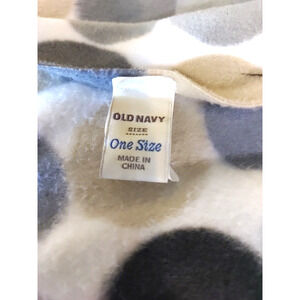 OLD NAVY
SIZE
One Size
MADE IN
CHINA